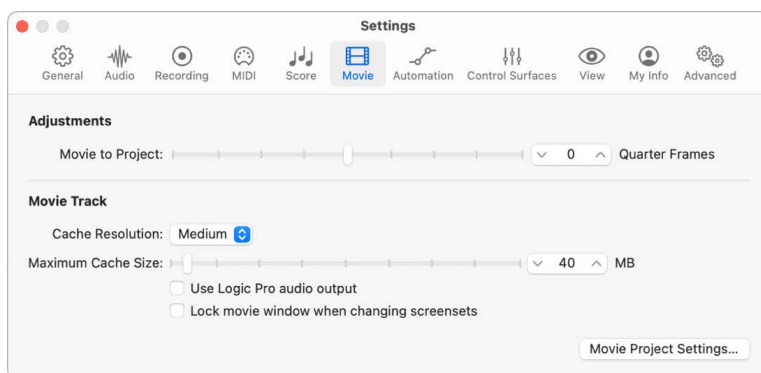 Settings
General Audio Recording MIDI Score Movie Automation Control Surfaces View My Info Advanced
Adjustments
Movie to Project: 0 Quarter Frames
Movie Track
Cache Resolution: Medium
Maximum Cache Size: 40 MB
Use Logic Pro audio output
Lock movie window when changing screensets
Movie Project Settings...